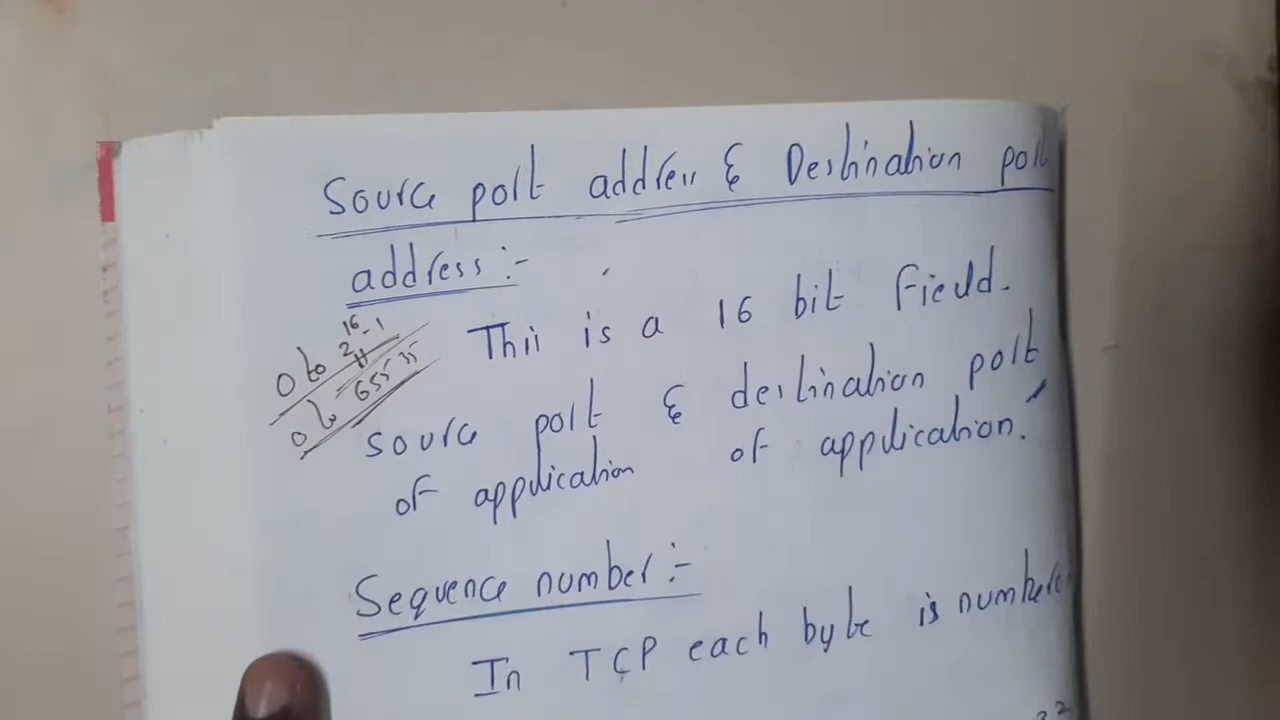 Source port address & Destination port
address :-
This is a 16 bit Field.
0 to 2^16-1
0 to 65535
source port & destination port
of application of application.
Sequence number :-
In TCP each byte is numbered
32